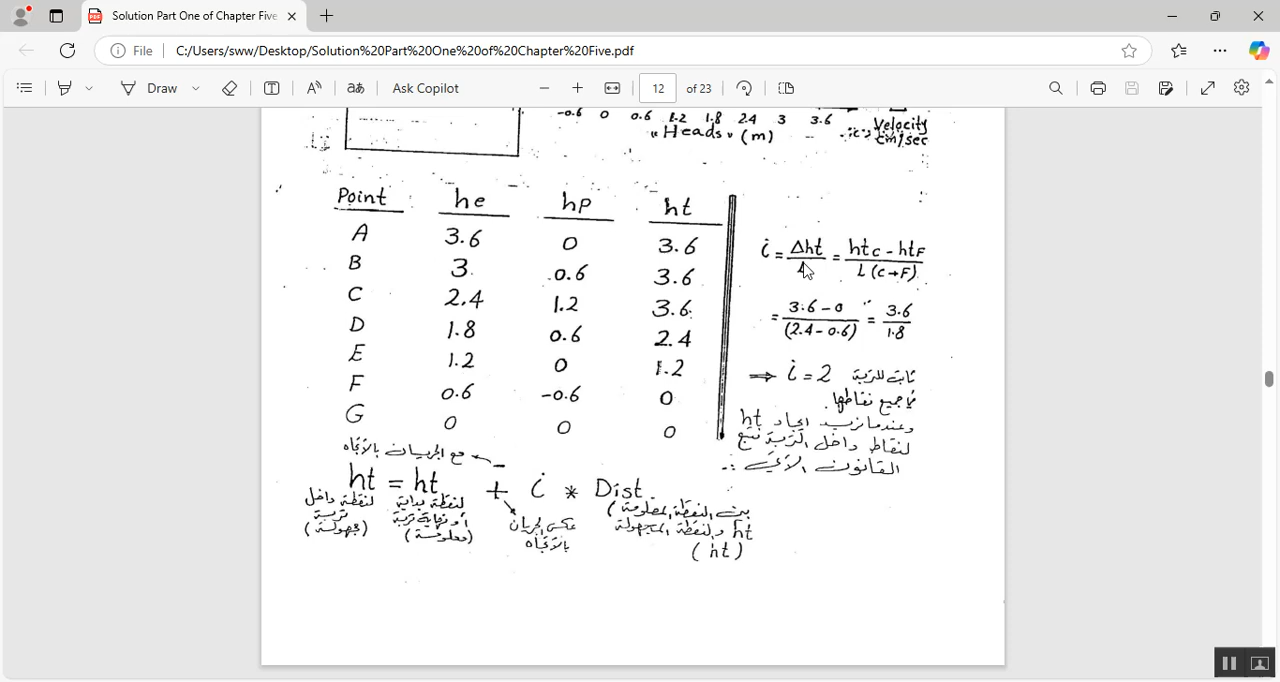 Solution Part One of Chapter Five
File C:/Users/sww/Desktop/Solution%20Part%20One%20of%20Chapter%20Five.pdf
Draw Ask Copilot 12 of 23
-0.6 0 0.6 1.2 1.8 2.4 3 3.6 Velocity
"Heads" (m) cm/sec
Point he hp ht
A 3.6 0 3.6
B 3 0.6 3.6
C 2.4 1.2 3.6
D 1.8 0.6 2.4
E 1.2 0 1.2
F 0.6 -0.6 0
G 0 0 0
i = Δht / L = htC - htF / L (C→F)
= 3.6 - 0 / (2.4 - 0.6) = 3.6 / 1.8
⇒ i = 2 ثابت للتربة
جميع نقاطها.
وعندما نريد ايجاد ht
لنقاط داخل التربة نتبع
القانون الآتي :-
مع الجريان بالاتجاه
ht = ht ∓ i * Dist.
لنقطة داخل تربة (مجهولة)
لنقطة بداية أو نهاية تربة (معلومة)
عكس الجريان بالاتجاه
بين النقطة المعلومة (
ht والنقطة المجهولة
(ht)